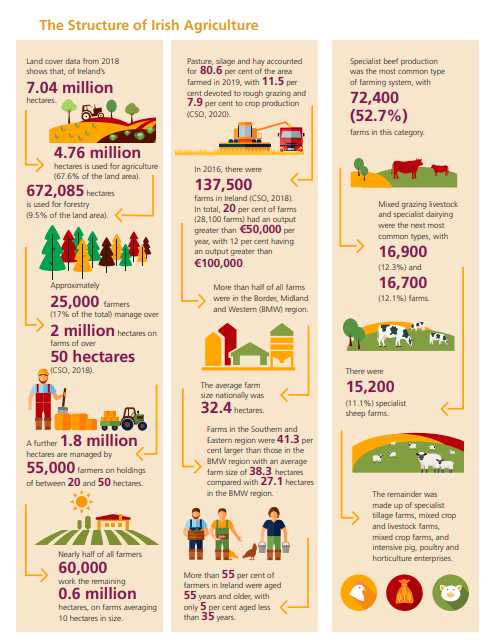 The Structure of Irish Agriculture
Land cover data from 2018
shows that, of Ireland's
7.04 million
hectares.
4.76 million
hectares is used for agriculture
(67.6% of the land area).
672,085 hectares
is used for forestry
(9.5% of the land area).
Approximately
25,000 farmers
(17% of the total) manage over
2 million hectares on
farms of over
50 hectares
(CSO, 2018).
A further 1.8 million
hectares are managed by
55,000 farmers on holdings
of between 20 and 50 hectares.
Nearly half of all farmers
60,000
work the remaining
0.6 million
hectares, on farms averaging
10 hectares in size.
Pasture, silage and hay accounted
for 80.6 per cent of the area
farmed in 2019, with 11.5 per
cent devoted to rough grazing and
7.9 per cent to crop production
(CSO, 2020).
In 2016, there were
137,500
farms in Ireland (CSO, 2018).
In total, 20 per cent of farms
(28,100 farms) had an output
greater than €50,000 per
year, with 12 per cent having
an output greater than
€100,000.
More than half of all farms
were in the Border, Midland
and Western (BMW) region.
The average farm
size nationally was
32.4 hectares.
Farms in the Southern and
Eastern region were 41.3 per
cent larger than those in the
BMW region with an average
farm size of 38.3 hectares
compared with 27.1 hectares
in the BMW region.
More than 55 per cent of
farmers in Ireland were aged
55 years and older, with
only 5 per cent aged less
than 35 years.
Specialist beef production
was the most common type
of farming system, with
72,400
(52.7%)
farms in this category.
Mixed grazing livestock
and specialist dairying
were the next most
common types, with
16,900
(12.3%) and
16,700
(12.1%) farms.
There were
15,200
(11.1%) specialist
sheep farms.
The remainder was
made up of specialist
tillage farms, mixed crop
and livestock farms,
mixed crop farms, and
intensive pig, poultry and
horticulture enterprises.